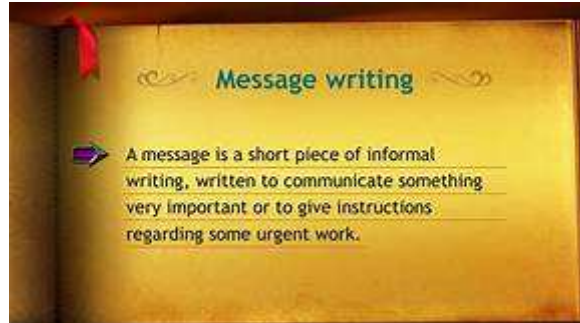 Message writing
A message is a short piece of informal
writing, written to communicate something
very important or to give instructions
regarding some urgent work.